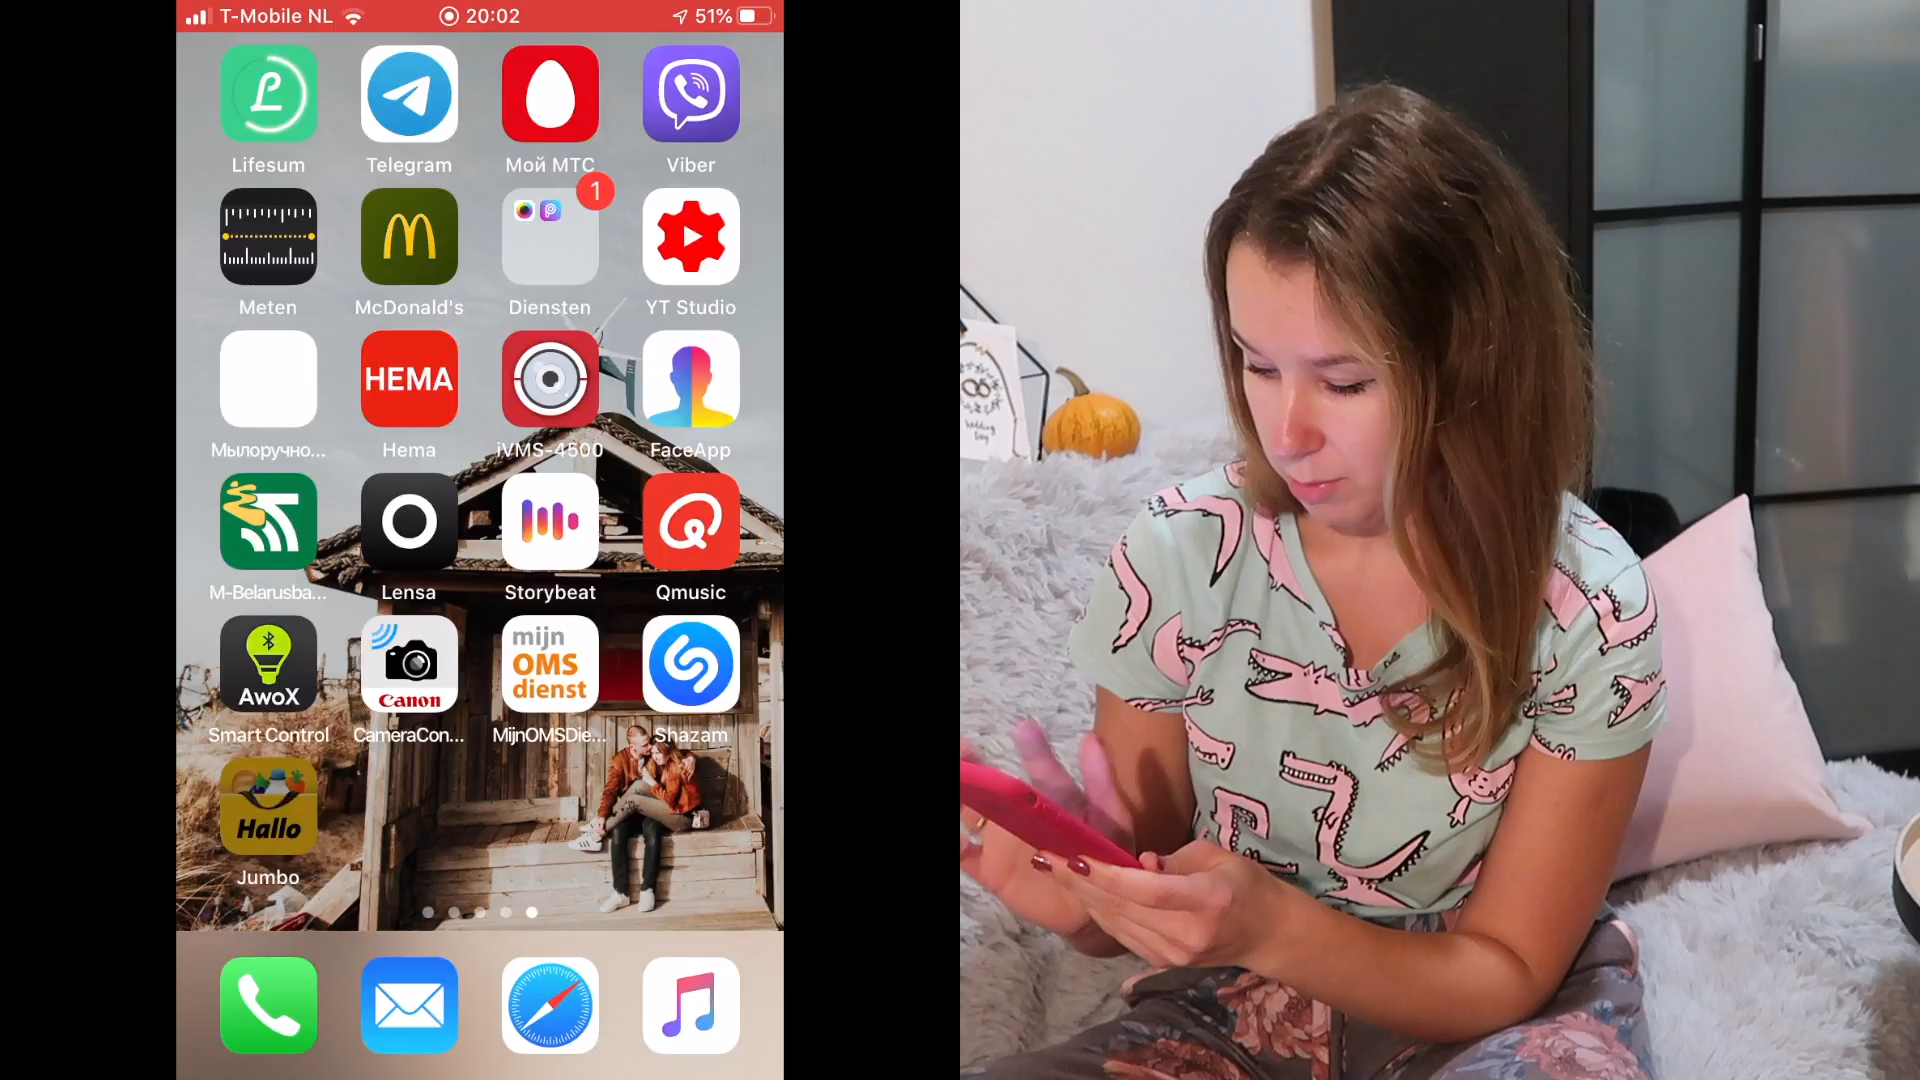 T-Mobile NL 20:02 51%
Lifesum Telegram Мой МТС Viber
1
Meten McDonald's Diensten YT Studio
HEMA
Мылоручно... Hema iVMS-4500 FaceApp
M-Belarusba... Lensa Storybeat Qmusic
AwoX Canon mijn OMS dienst
Smart Control CameraCon... MijnOMSDie... Shazam
Hallo
Jumbo
wedding
Day